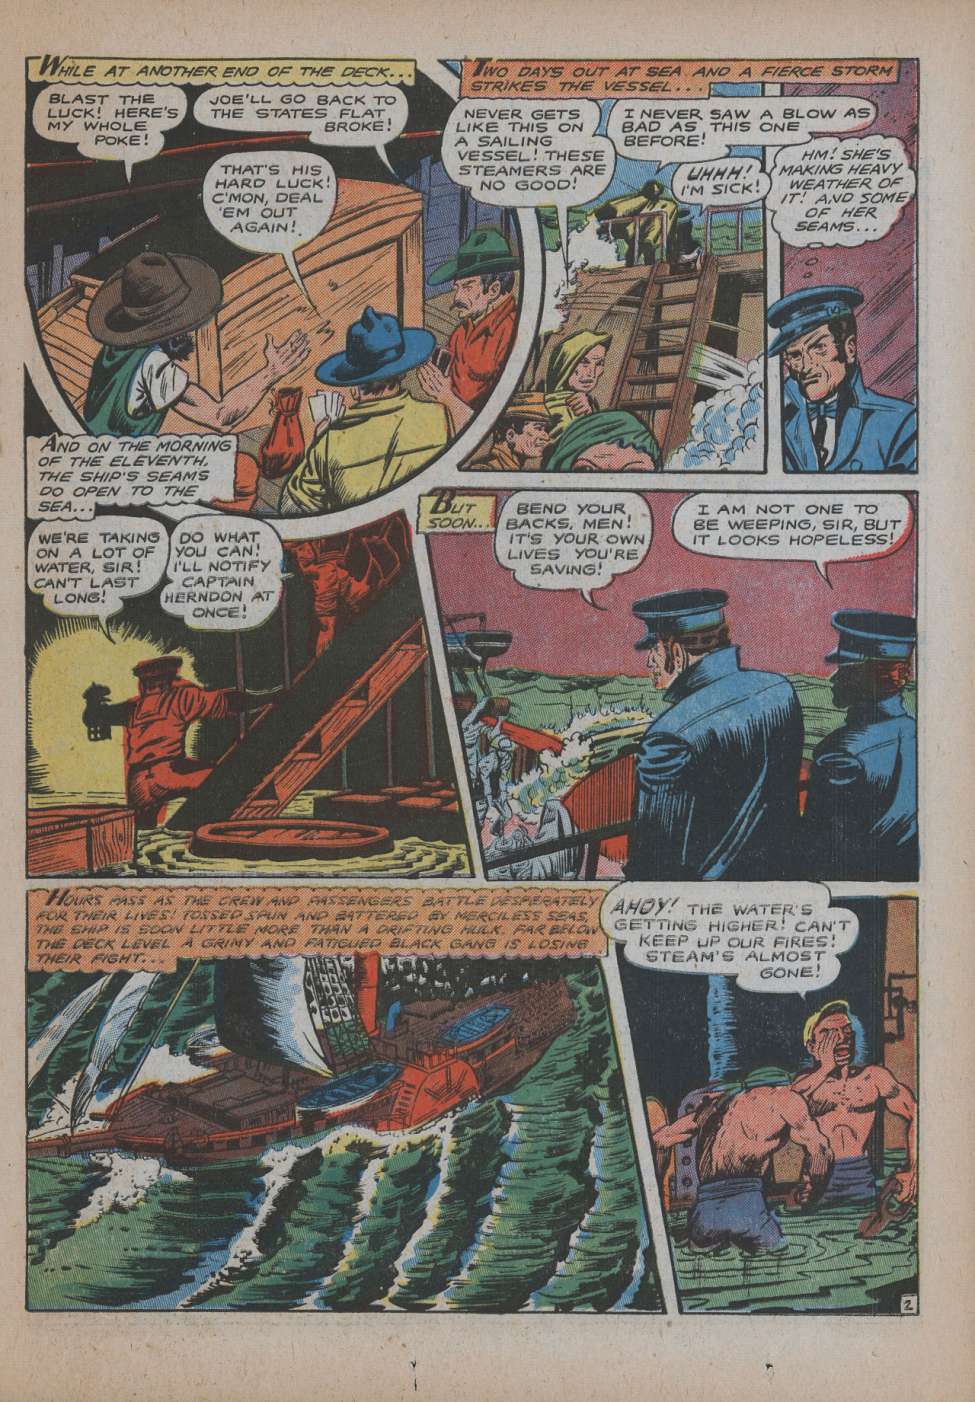 WHILE AT ANOTHER END OF THE DECK...
BLAST THE
LUCK! HERE'S
MY WHOLE
POKE!
JOE'LL GO BACK TO
THE STATES FLAT
BROKE!
THAT'S HIS
HARD LUCK!
C'MON, DEAL
'EM OUT
AGAIN!
TWO DAYS OUT AT SEA AND A FIERCE STORM
STRIKES THE VESSEL...
NEVER GETS
LIKE THIS ON
A SAILING
VESSEL! THESE
STEAMERS ARE
NO GOOD!
I NEVER SAW A BLOW AS
BAD AS THIS ONE
BEFORE!
UHHH!
I'M SICK!
HM! SHE'S
MAKING HEAVY
WEATHER OF
IT! AND SOME
OF HER
SEAMS...
AND ON THE MORNING
OF THE ELEVENTH,
THE SHIP'S SEAMS
DO OPEN TO THE
SEA...
WE'RE TAKING
ON A LOT OF
WATER, SIR!
CAN'T LAST
LONG!
DO WHAT
YOU CAN!
I'LL NOTIFY
CAPTAIN
HERNDON AT
ONCE!
BUT
SOON...
BEND YOUR
BACKS, MEN!
IT'S YOUR OWN
LIVES YOU'RE
SAVING!
I AM NOT ONE TO
BE WEEPING, SIR, BUT
IT LOOKS HOPELESS!
HOURS PASS AS THE CREW AND PASSENGERS BATTLE DESPERATELY
FOR THEIR LIVES! TOSSED SPUN AND BATTERED BY MERCILESS SEAS,
THE SHIP IS SOON LITTLE MORE THAN A DRIFTING HULK. FAR BELOW
THE DECK LEVEL A GRIMY AND FATIGUED BLACK GANG IS LOSING
THEIR FIGHT...
AHOY! THE WATER'S
GETTING HIGHER! CAN'T
KEEP UP OUR FIRES!
STEAM'S ALMOST
GONE!
2